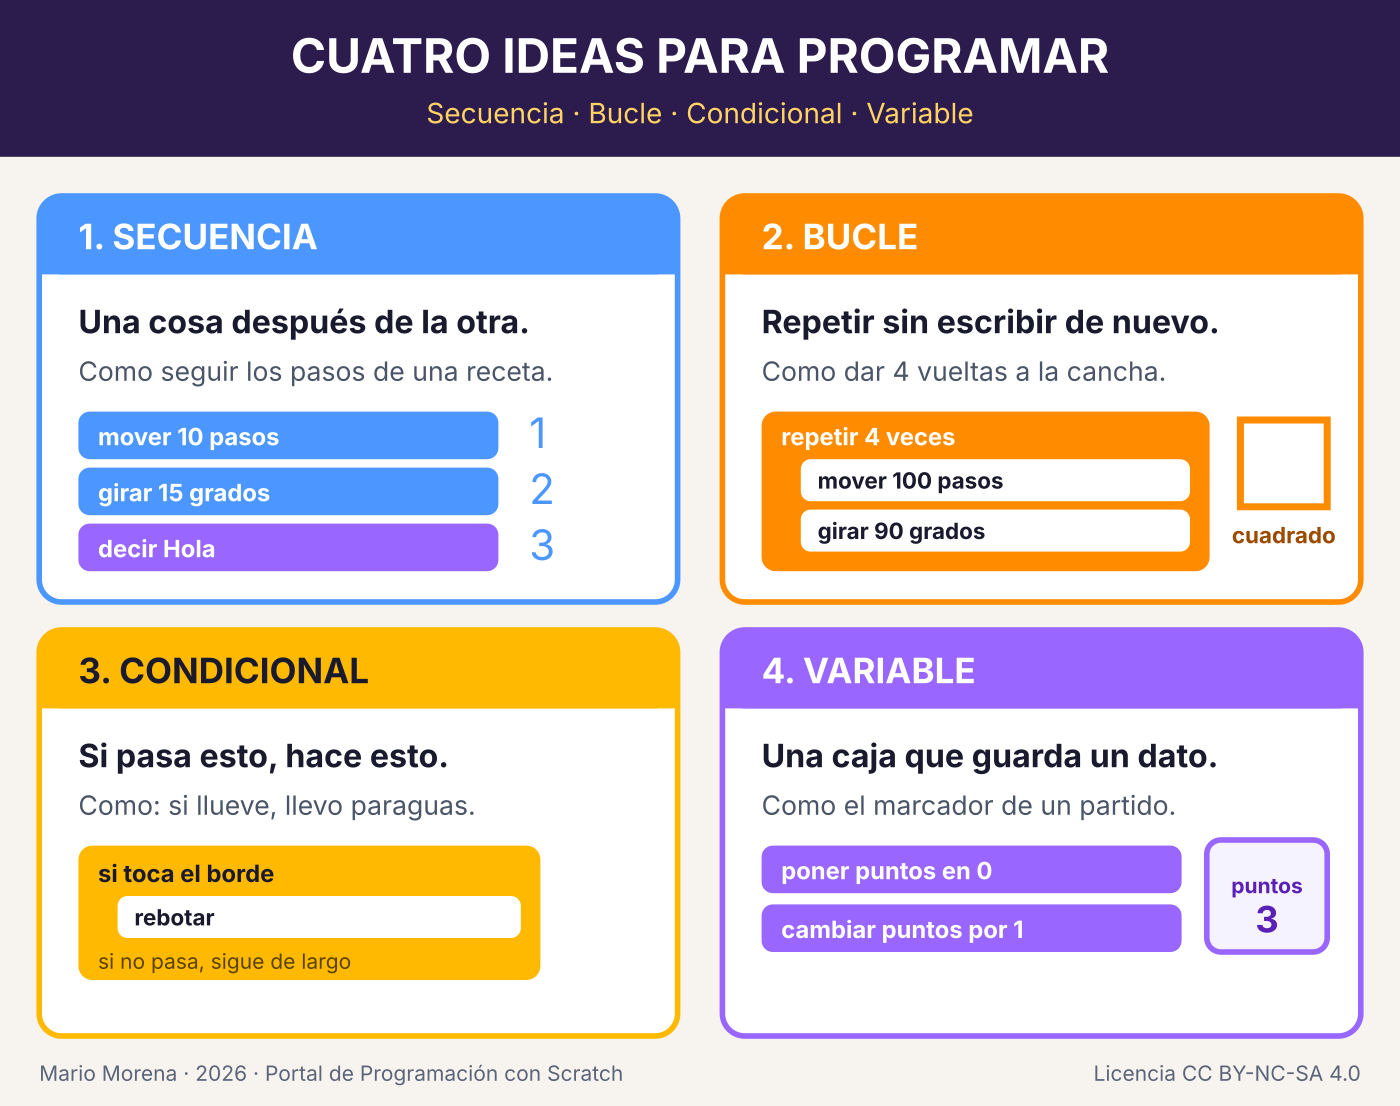 CUATRO IDEAS PARA PROGRAMAR
Secuencia · Bucle · Condicional · Variable
1. SECUENCIA
Una cosa después de la otra.
Como seguir los pasos de una receta.
mover 10 pasos
1
girar 15 grados
2
decir Hola
3
2. BUCLE
Repetir sin escribir de nuevo.
Como dar 4 vueltas a la cancha.
repetir 4 veces
mover 100 pasos
girar 90 grados
cuadrado
3. CONDICIONAL
Si pasa esto, hace esto.
Como: si llueve, llevo paraguas.
si toca el borde
rebotar
si no pasa, sigue de largo
4. VARIABLE
Una caja que guarda un dato.
Como el marcador de un partido.
poner puntos en 0
cambiar puntos por 1
puntos
3
Mario Morena · 2026 · Portal de Programación con Scratch
Licencia CC BY-NC-SA 4.0